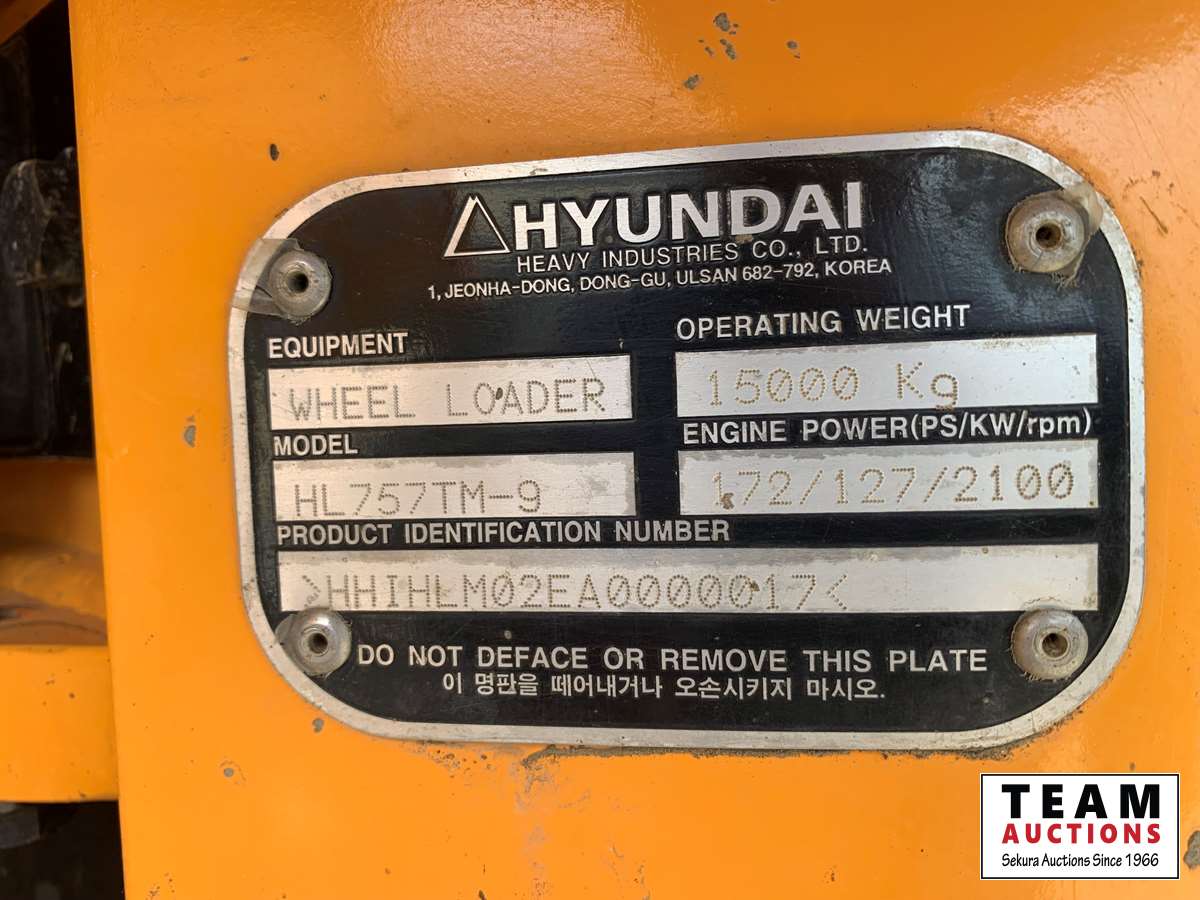 HYUNDAI
HEAVY INDUSTRIES CO., LTD.
1, JEONHA-DONG, DONG-GU, ULSAN 682-792, KOREA
EQUIPMENT
WHEEL LOADER
OPERATING WEIGHT
15000 Kg
MODEL
HL757TM-9
ENGINE POWER(PS/KW/rpm)
172/127/2100
PRODUCT IDENTIFICATION NUMBER
>HHIHLM02EA0000017<
DO NOT DEFACE OR REMOVE THIS PLATE
이 명판을 떼어내거나 오손시키지 마시오.
TEAM
AUCTIONS
Sekura Auctions Since 1966